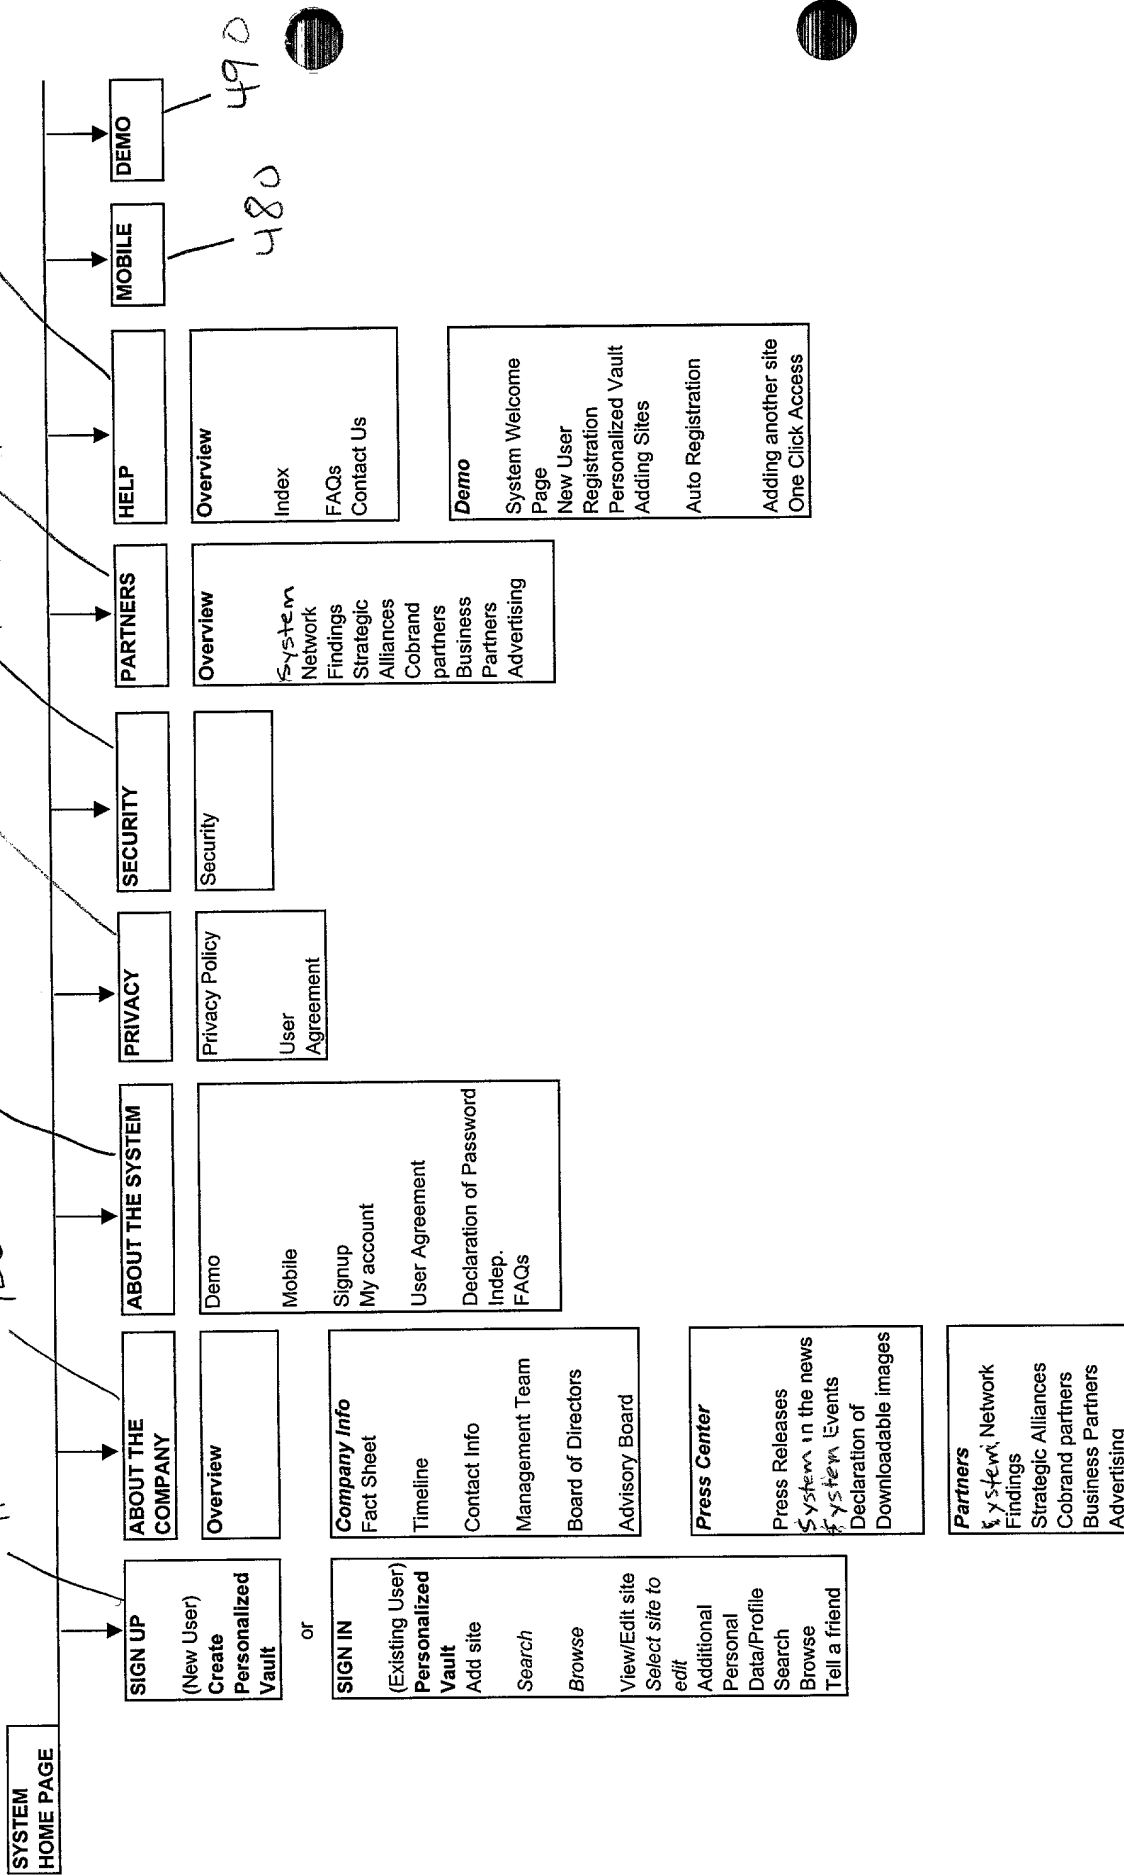 SYSTEM
HOME PAGE
SIGN UP
(New User)
Create
Personalized
Vault
or
SIGN IN
(Existing User)
Personalized
Vault
Add site
Search
Browse
View/Edit site
Select site to
edit
Additional
Personal
Data/Profile
Search
Browse
Tell a friend
ABOUT THE
COMPANY
Overview
Company Info
Fact Sheet
Timeline
Contact Info
Management Team
Board of Directors
Advisory Board
Press Center
Press Releases
System in the news
System Events
Declaration of
Downloadable images
Partners
System Network
Findings
Strategic Alliances
Cobrand partners
Business Partners
Advertising
ABOUT THE SYSTEM
Demo
Mobile
Signup
My account
User Agreement
Declaration of Password
Indep.
FAQs
PRIVACY
Privacy Policy
User
Agreement
SECURITY
Security
PARTNERS
Overview
System
Network
Findings
Strategic
Alliances
Cobrand
partners
Business
Partners
Advertising
HELP
Overview
Index
FAQs
Contact Us
Demo
System Welcome
Page
New User
Registration
Personalized Vault
Adding Sites
Auto Registration
Adding another site
One Click Access
MOBILE
480
DEMO
490